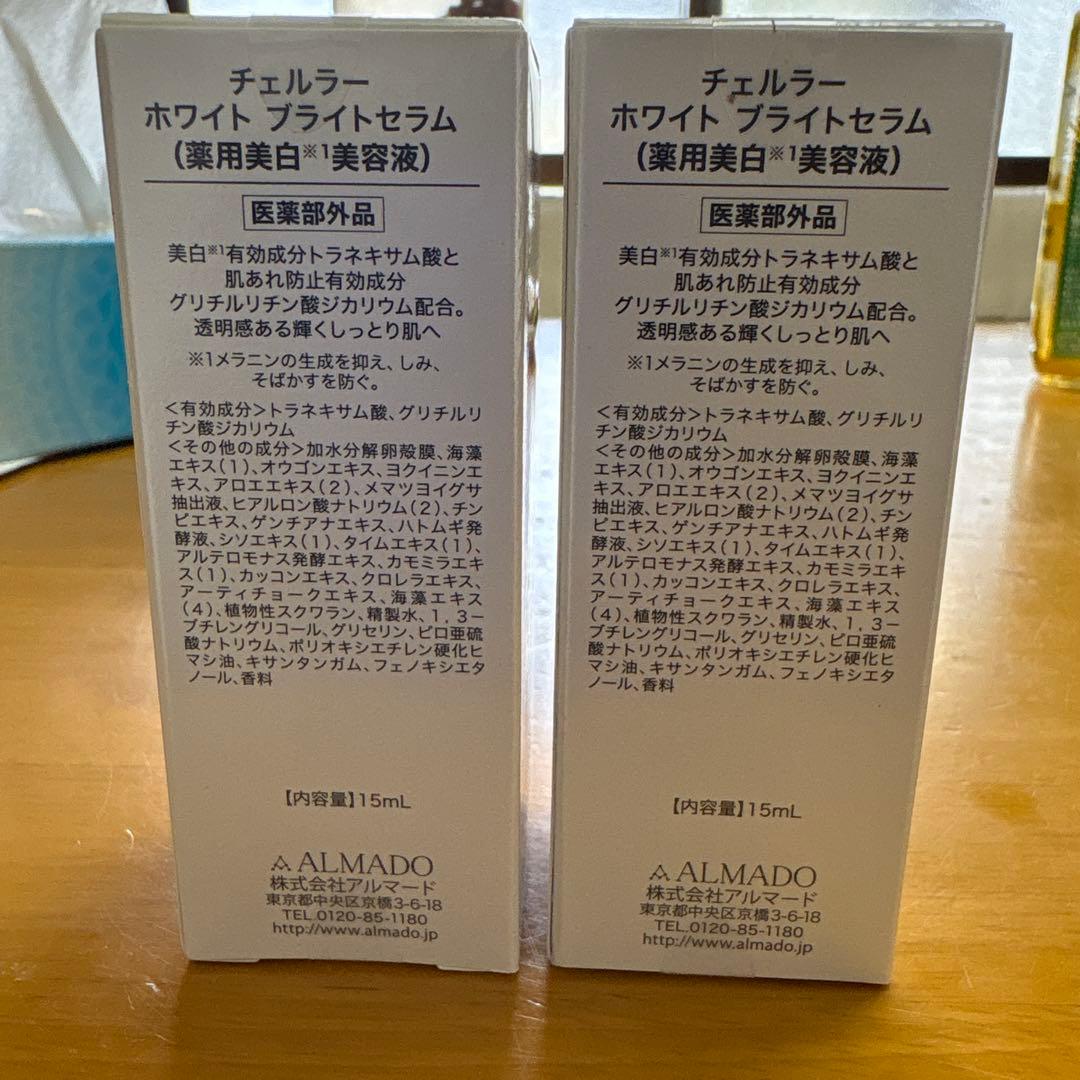 チェルラー
ホワイト ブライトセラム
（薬用美白※1美容液）
医薬部外品
美白※1有効成分トラネキサム酸と
肌あれ防止有効成分
グリチルリチン酸ジカリウム配合。
透明感ある輝くしっとり肌へ
※1メラニンの生成を抑え、しみ、
そばかすを防ぐ。
＜有効成分＞トラネキサム酸、グリチルリ
チン酸ジカリウム
＜その他の成分＞加水分解卵殻膜、海藻
エキス（1）、オウゴンエキス、ヨクイニンエ
キス、アロエエキス（2）、メマツヨイグサ
抽出液、ヒアルロン酸ナトリウム（2）、チン
ピエキス、ゲンチアナエキス、ハトムギ発
酵液、シソエキス（1）、タイムエキス（1）、
アルテロモナス発酵エキス、カモミラエキ
ス（1）、カッコンエキス、クロレラエキス、
アーティチョークエキス、海藻エキス
（4）、植物性スクワラン、精製水、1，3－
ブチレングリコール、グリセリン、ピロ亜硫
酸ナトリウム、ポリオキシエチレン硬化ヒ
マシ油、キサンタンガム、フェノキシエタ
ノール、香料
【内容量】15mL
ALMADO
株式会社アルマード
東京都中央区京橋3-6-18
TEL.0120-85-1180
http://www.almado.jp
チェルラー
ホワイト ブライトセラム
（薬用美白※1美容液）
医薬部外品
美白※1有効成分トラネキサム酸と
肌あれ防止有効成分
グリチルリチン酸ジカリウム配合。
透明感ある輝くしっとり肌へ
※1メラニンの生成を抑え、しみ、
そばかすを防ぐ。
＜有効成分＞トラネキサム酸、グリチルリ
チン酸ジカリウム
＜その他の成分＞加水分解卵殻膜、海藻
エキス（1）、オウゴンエキス、ヨクイニンエ
キス、アロエエキス（2）、メマツヨイグサ
抽出液、ヒアルロン酸ナトリウム（2）、チン
ピエキス、ゲンチアナエキス、ハトムギ発
酵液、シソエキス（1）、タイムエキス（1）、
アルテロモナス発酵エキス、カモミラエキ
ス（1）、カッコンエキス、クロレラエキス、
アーティチョークエキス、海藻エキス
（4）、植物性スクワラン、精製水、1，3－
ブチレングリコール、グリセリン、ピロ亜硫
酸ナトリウム、ポリオキシエチレン硬化ヒ
マシ油、キサンタンガム、フェノキシエタ
ノール、香料
【内容量】15mL
ALMADO
株式会社アルマード
東京都中央区京橋3-6-18
TEL.0120-85-1180
http://www.almado.jp